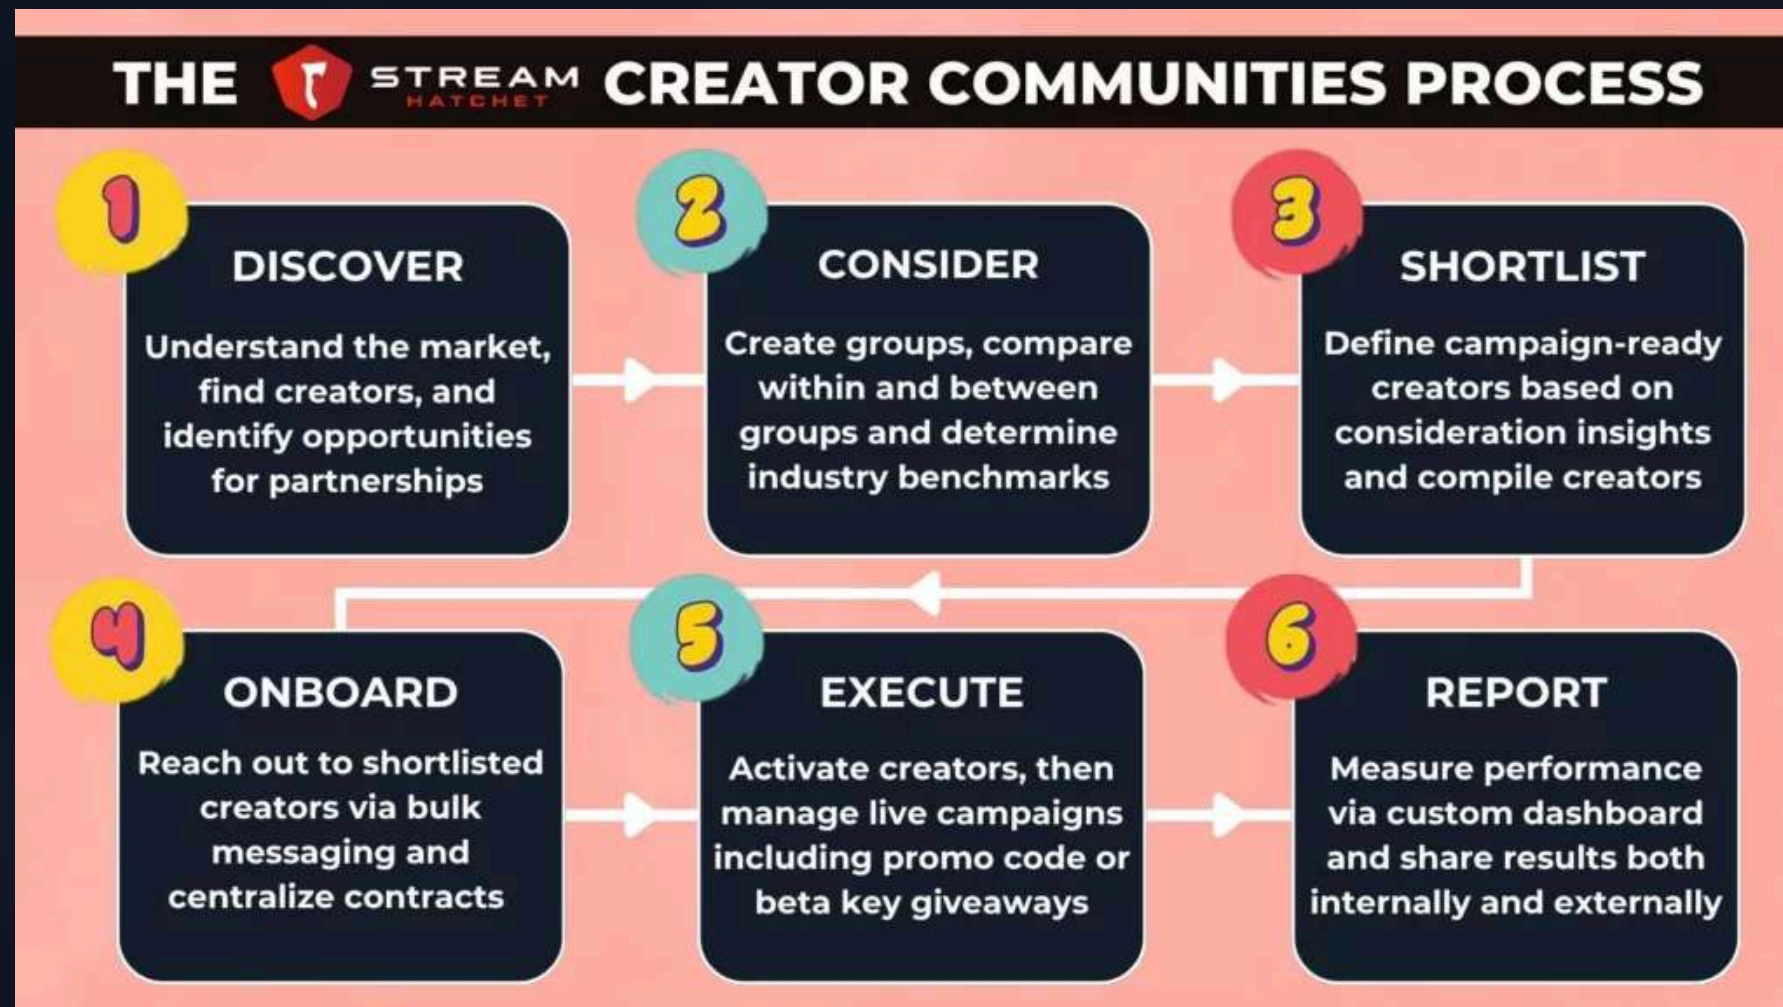 THE STREAM HATCHET CREATOR COMMUNITIES PROCESS
1
DISCOVER
Understand the market,
find creators, and
identify opportunities
for partnerships
2
CONSIDER
Create groups, compare
within and between
groups and determine
industry benchmarks
3
SHORTLIST
Define campaign-ready
creators based on
consideration insights
and compile creators
4
ONBOARD
Reach out to shortlisted
creators via bulk
messaging and
centralize contracts
5
EXECUTE
Activate creators, then
manage live campaigns
including promo code or
beta key giveaways
6
REPORT
Measure performance
via custom dashboard
and share results both
internally and externally